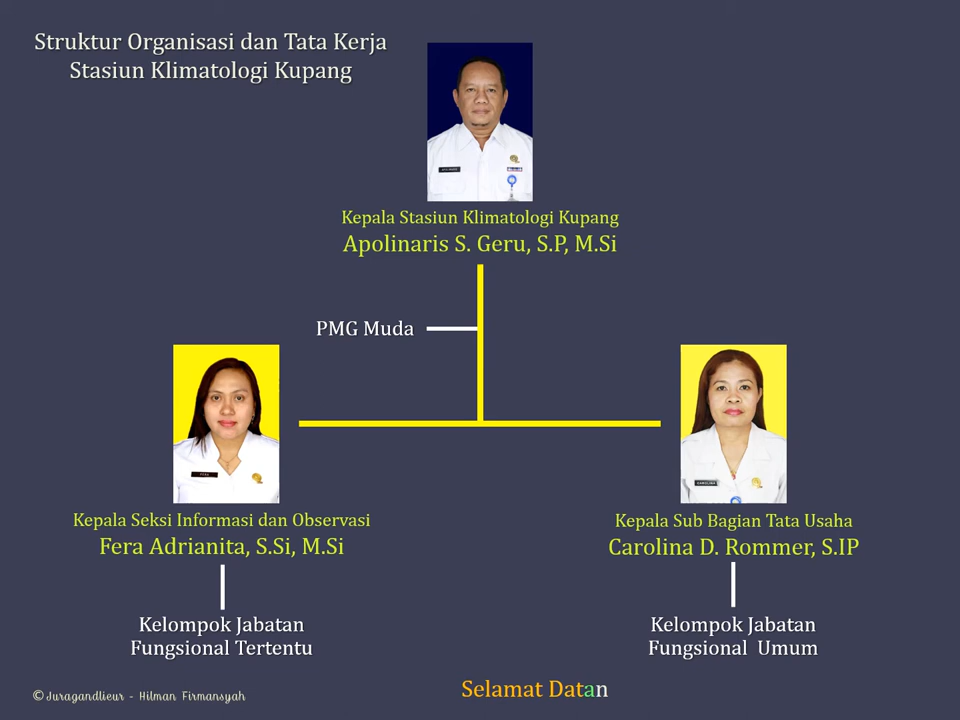 Struktur Organisasi dan Tata Kerja
Stasiun Klimatologi Kupang
Kepala Stasiun Klimatologi Kupang
Apolinaris S. Geru, S.P, M.Si
PMG Muda
Kepala Seksi Informasi dan Observasi
Fera Adrianita, S.Si, M.Si
Kelompok Jabatan
Fungsional Tertentu
Kepala Sub Bagian Tata Usaha
Carolina D. Rommer, S.IP
Kelompok Jabatan
Fungsional Umum
Selamat Datan
©Juragandlieur - Hilman Firmansyah